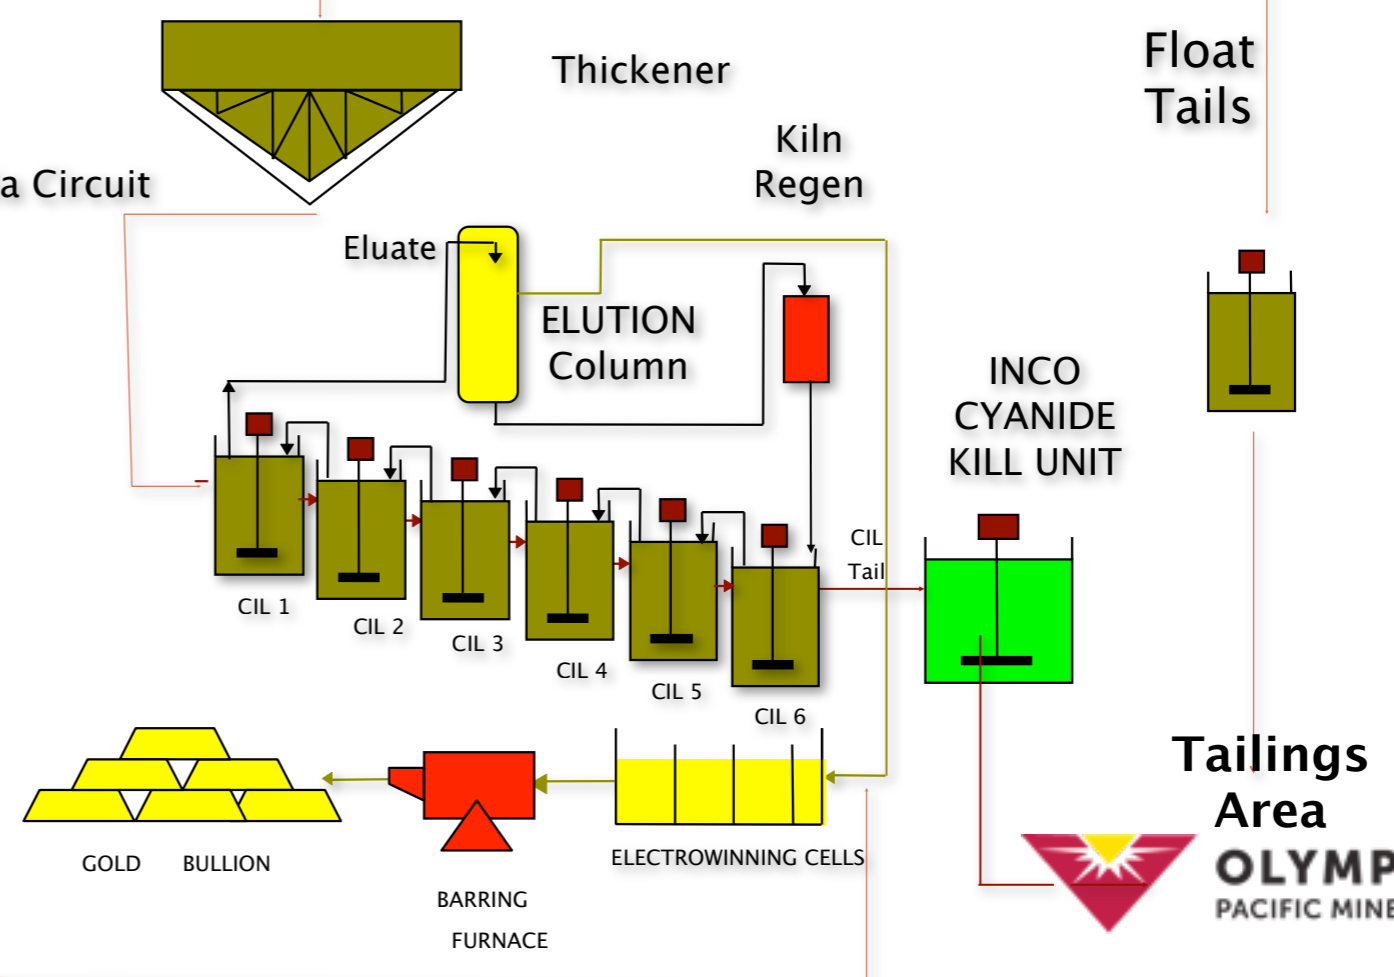 Thickener
Float
Tails
Kiln
Regen
a Circuit
Eluate
ELUTION
Column
INCO
CYANIDE
KILL UNIT
CIL
Tail
CIL 1
CIL 2
CIL 3
CIL 4
CIL 5
CIL 6
Tailings
Area
GOLD BULLION
ELECTROWINNING CELLS
BARRING
FURNACE
OLYMP
PACIFIC MINE